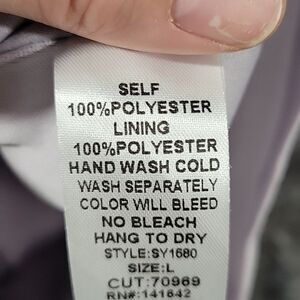 SELF
100%POLYESTER
LINING
100%POLYESTER
HAND WASH COLD
WASH SEPARATELY
COLOR WILL BLEED
NO BLEACH
HANG TO DRY
STYLE:SY1680
SIZE:L
CUT:70969
RN#:141642